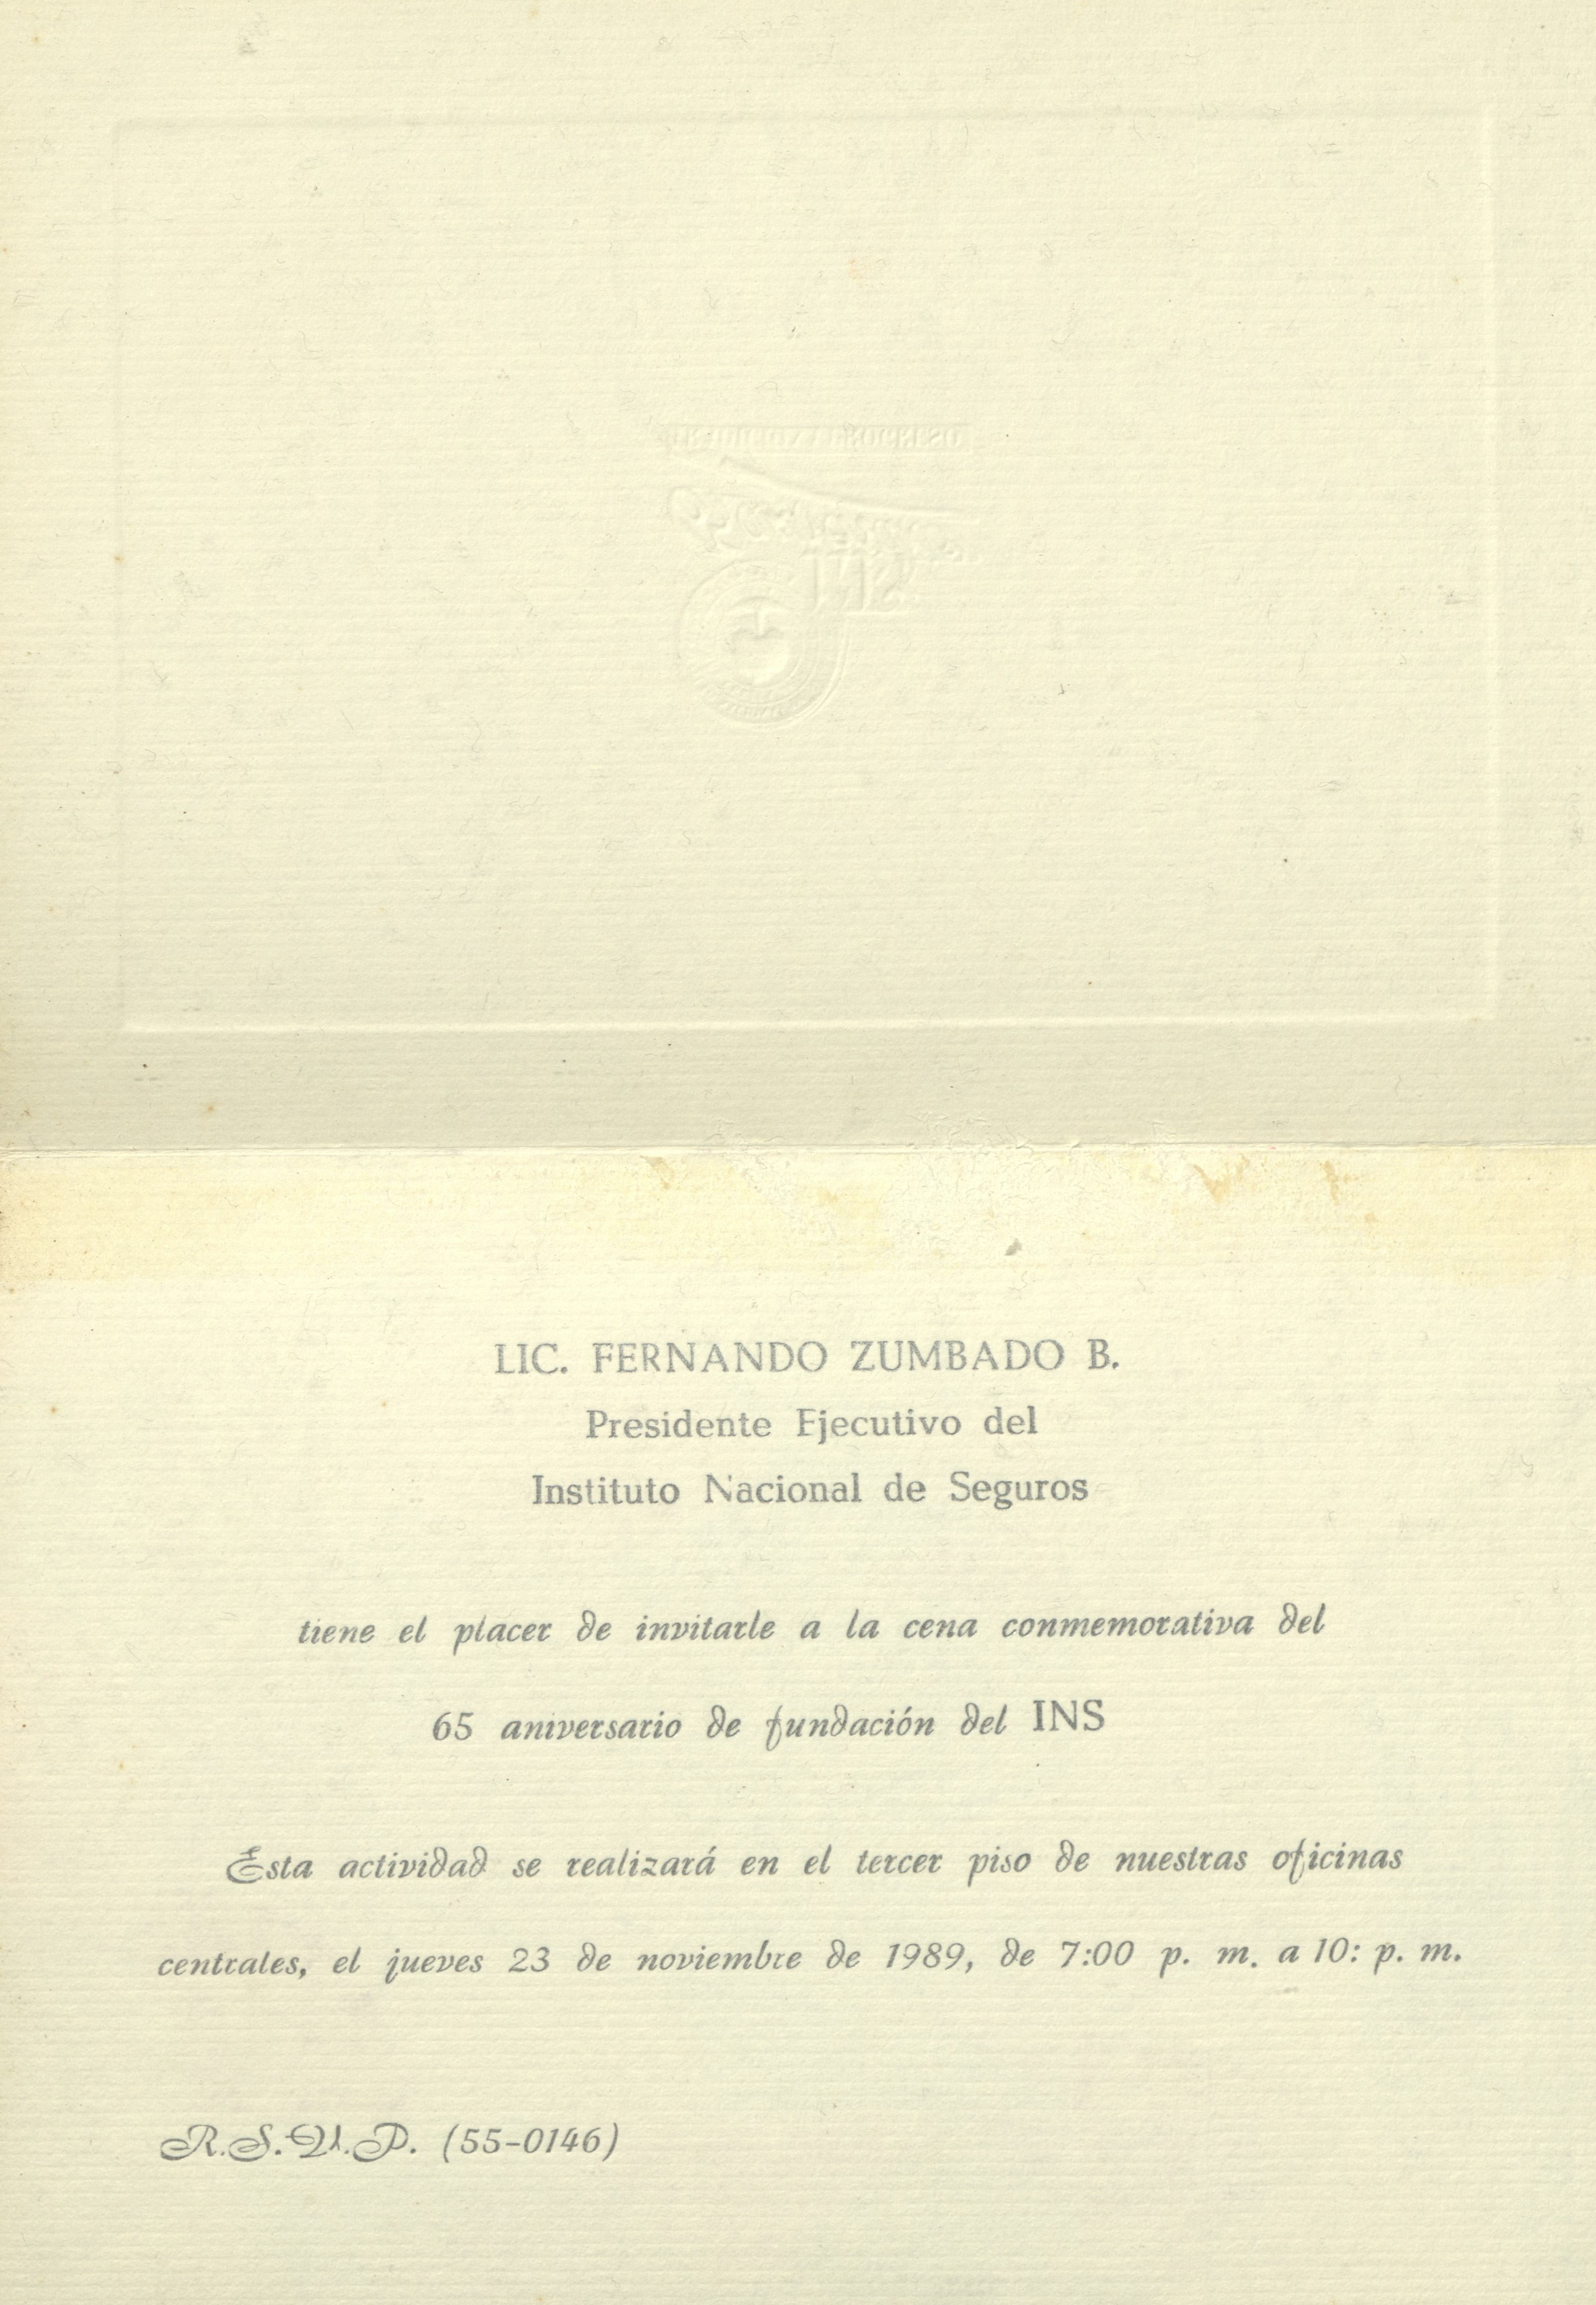 INS
LIC. FERNANDO ZUMBADO B.
Presidente Ejecutivo del
Instituto Nacional de Seguros
tiene el placer de invitarle a la cena conmemorativa del
65 aniversario de fundación del INS
Esta actividad se realizará en el tercer piso de nuestras oficinas
centrales, el jueves 23 de noviembre de 1989, de 7:00 p. m. a 10: p. m.
R.S.U.P. (55-0146)